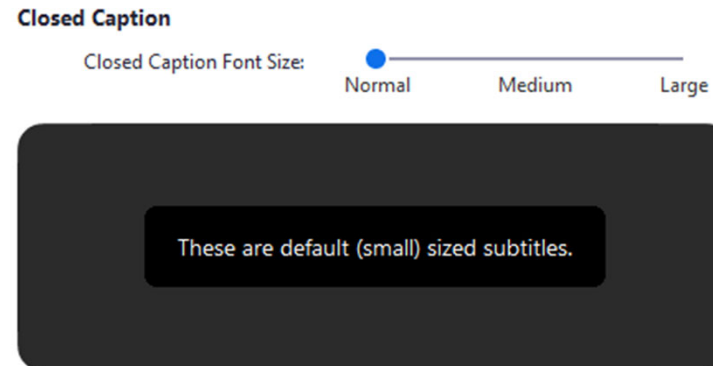 Closed Caption
Closed Caption Font Size:
Normal Medium Large
These are default (small) sized subtitles.